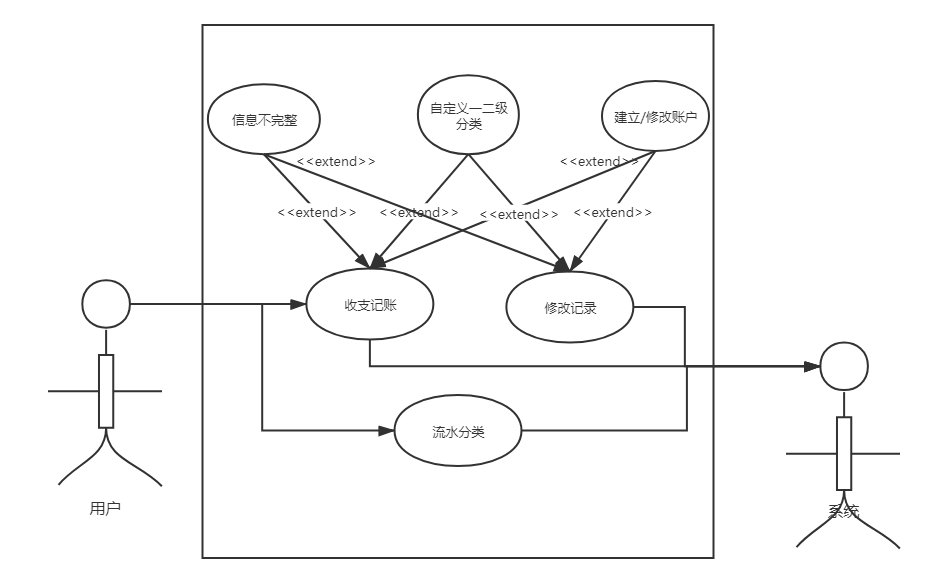 信息不完整
自定义一二级
分类
建立/修改账户
<<extend>>
<<extend>>
<<extend>>
<<extend>>
<<extend>>
<<extend>>
收支记账
修改记录
流水分类
用户
系统